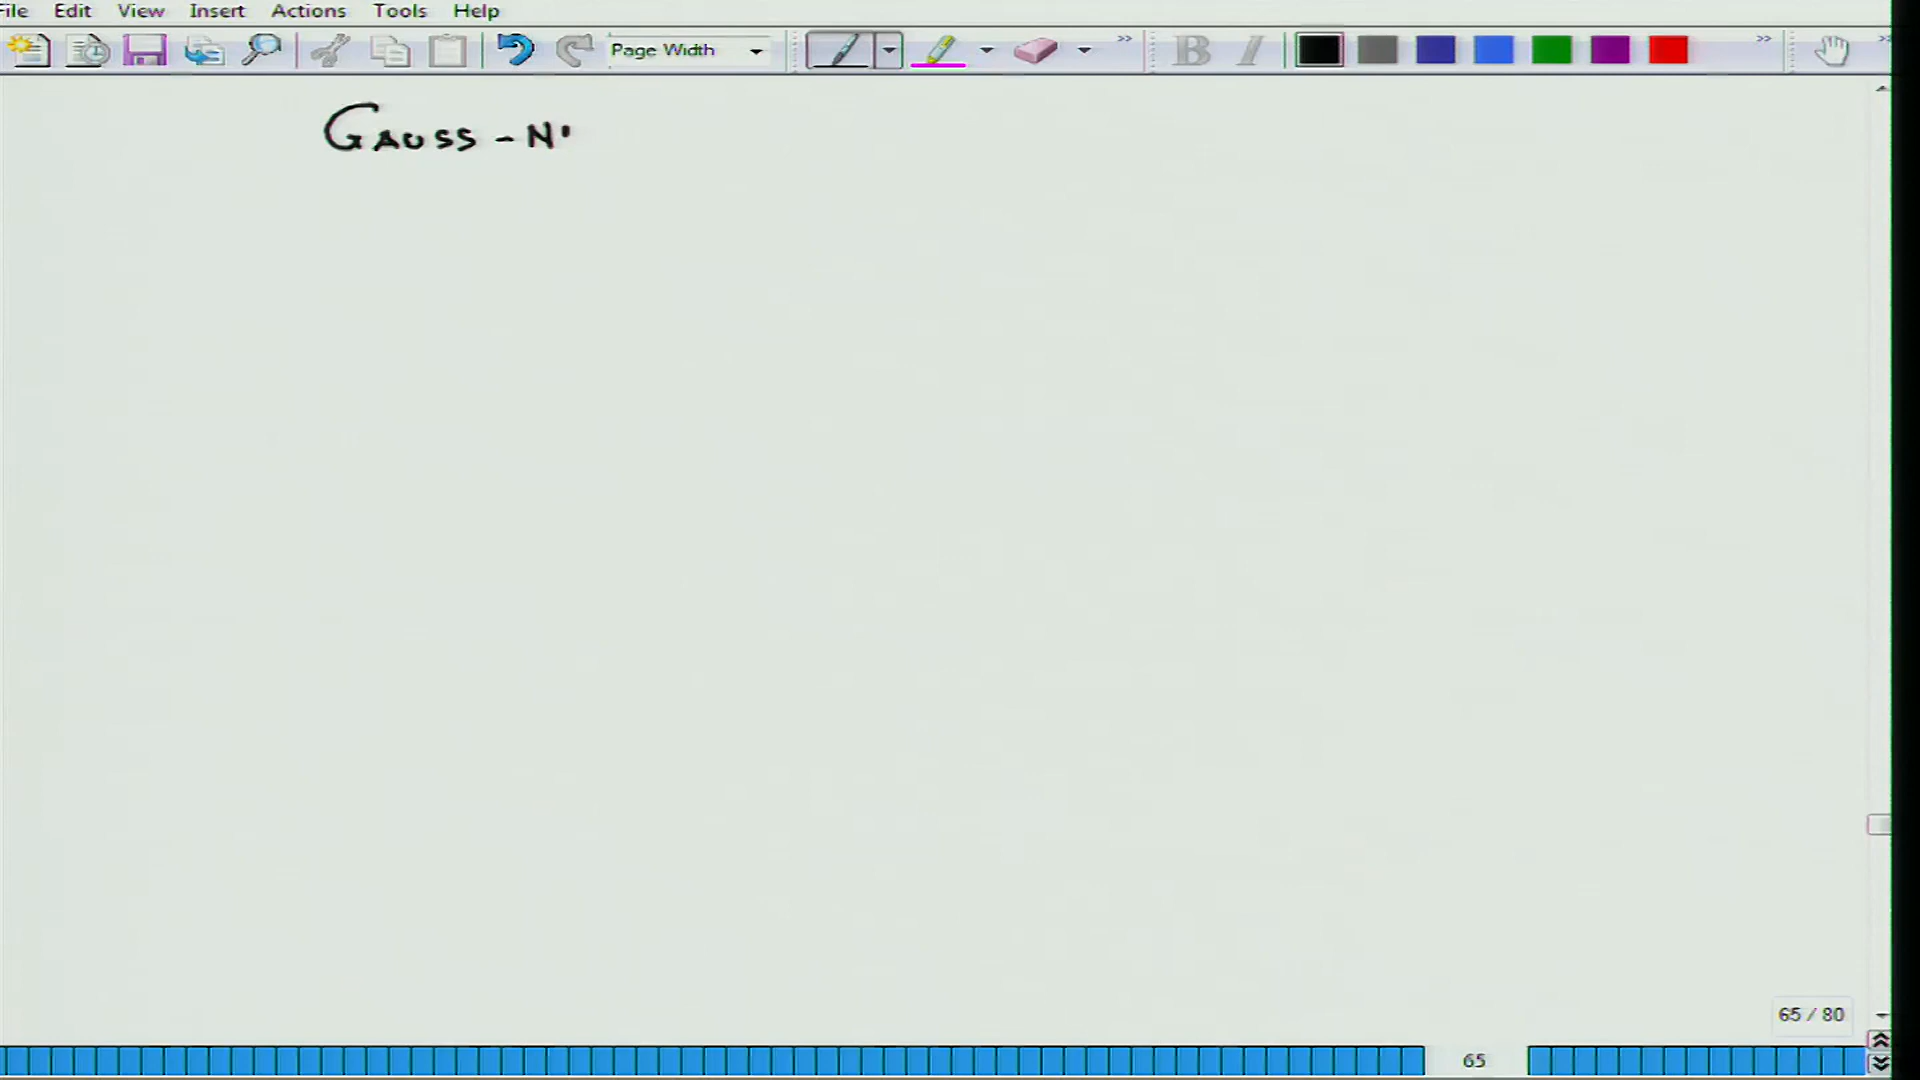 File Edit View Insert Actions Tools Help
Page Width
B I
GAUSS - N
65 / 80
65